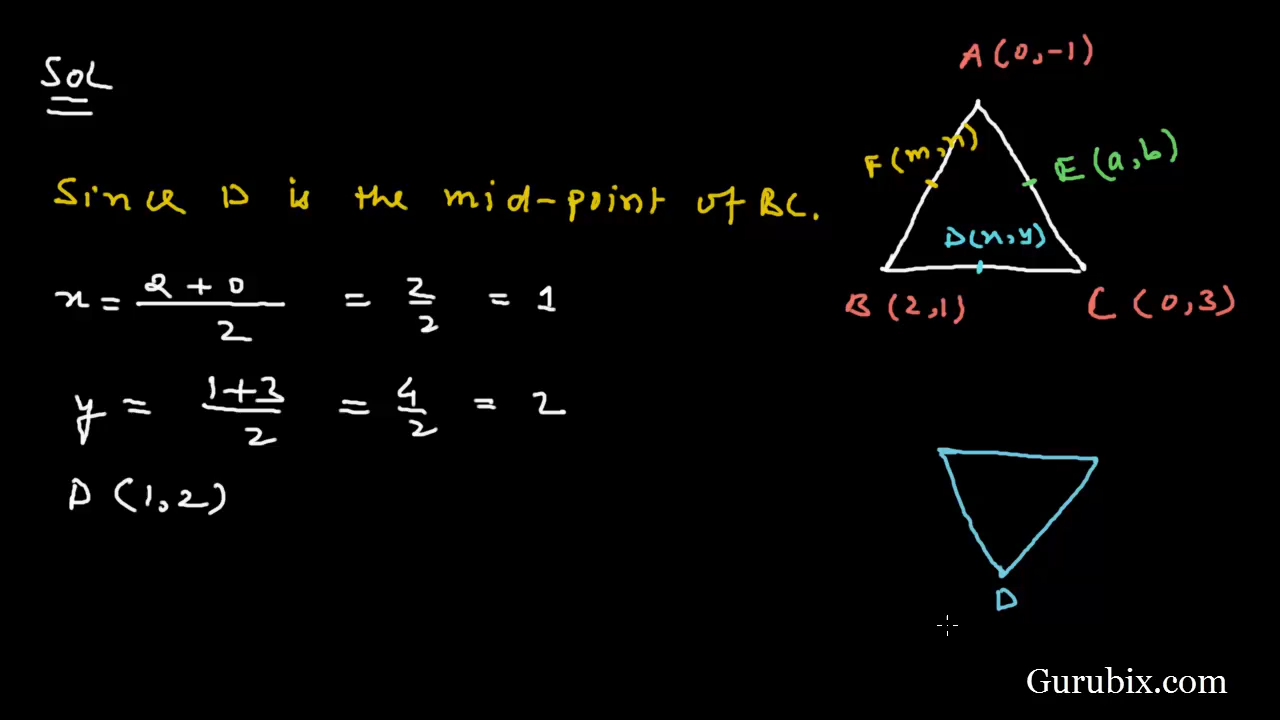 SOL
A (0,-1)
F (m,n)
E (a,b)
Since D is the mid-point of BC.
D(x,y)
x = 2 + 0 / 2 = 2/2 = 1
B (2,1)
C (0,3)
y = 1+3 / 2 = 4/2 = 2
D (1,2)
D
Gurubix.com